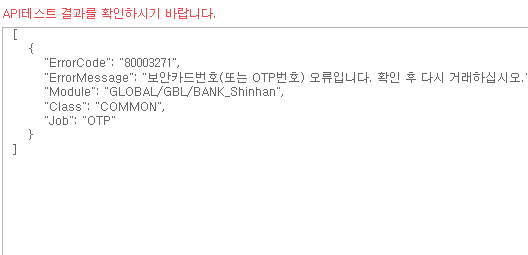 API테스트 결과를 확인하시기 바랍니다.
[
{
"ErrorCode": "80003271",
"ErrorMessage": "보안카드번호(또는 OTP번호) 오류입니다. 확인 후 다시 거래하십시오."
"Module": "GLOBAL/GBL/BANK_Shinhan",
"Class": "COMMON",
"Job": "OTP"
}
]